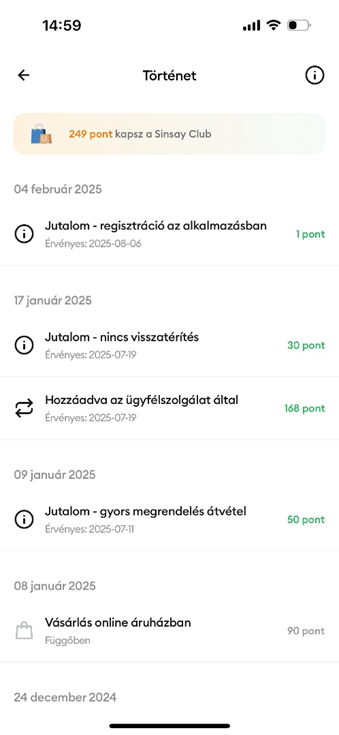 14:59
Történet
249 pont kapsz a Sinsay Club
04 február 2025
Jutalom - regisztráció az alkalmazásban
1 pont
Érvényes: 2025-08-06
17 január 2025
Jutalom - nincs visszatérítés
30 pont
Érvényes: 2025-07-19
Hozzáadva az ügyfélszolgálat által
168 pont
Érvényes: 2025-07-19
09 január 2025
Jutalom - gyors megrendelés átvétel
50 pont
Érvényes: 2025-07-11
08 január 2025
Vásárlás online áruházban
90 pont
Függőben
24 december 2024